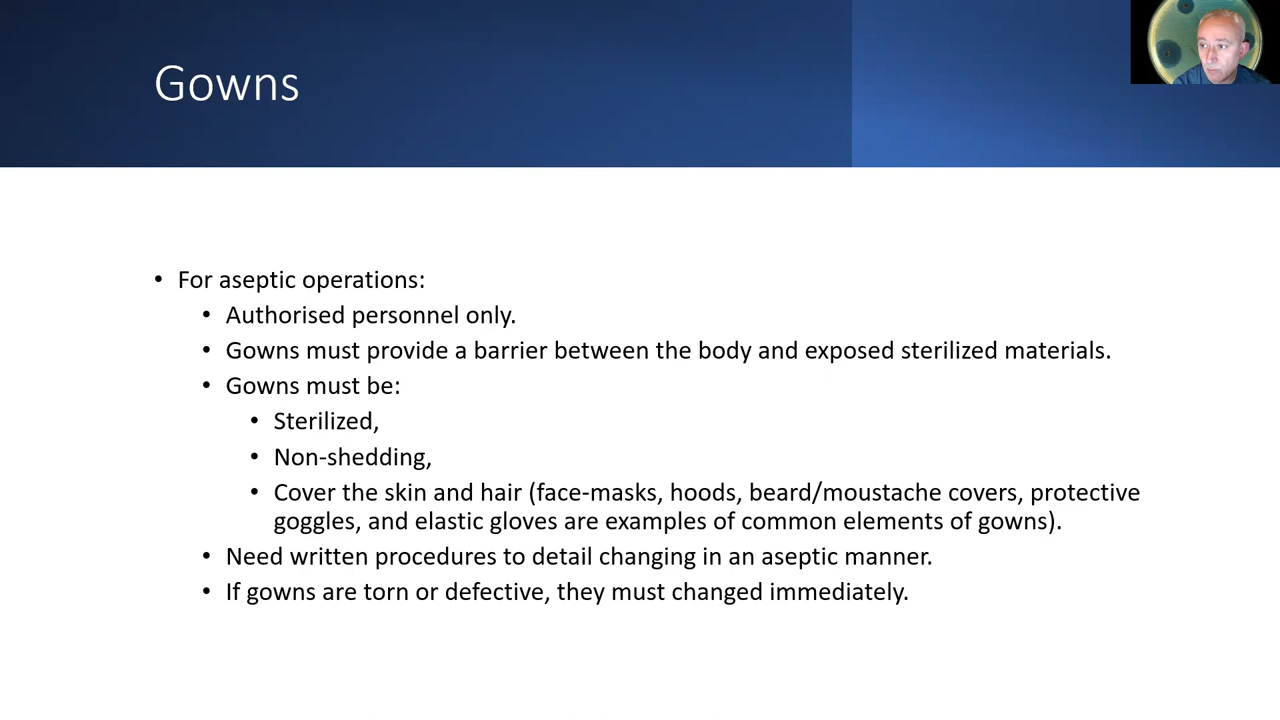 Gowns
• For aseptic operations:
• Authorised personnel only.
• Gowns must provide a barrier between the body and exposed sterilized materials.
• Gowns must be:
• Sterilized,
• Non-shedding,
• Cover the skin and hair (face-masks, hoods, beard/moustache covers, protective
goggles, and elastic gloves are examples of common elements of gowns).
• Need written procedures to detail changing in an aseptic manner.
• If gowns are torn or defective, they must changed immediately.